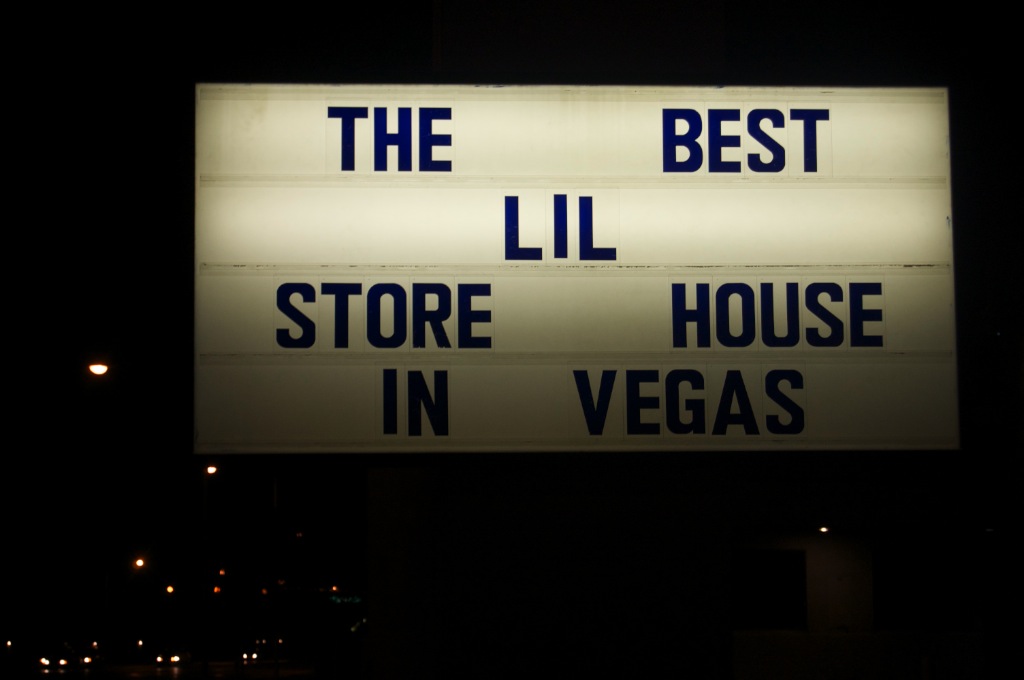 THE BEST
LIL
STORE HOUSE
IN VEGAS